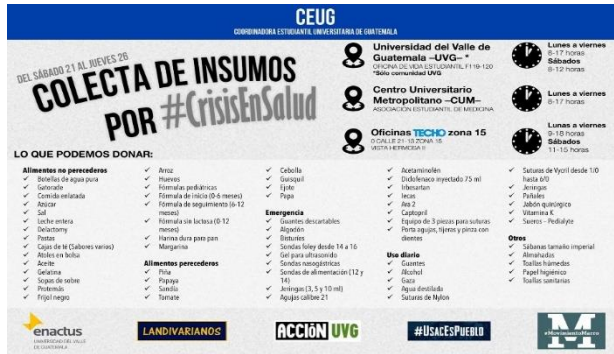 CEUG
COORDINADORA ESTUDIANTIL UNIVERSITARIA DE GUATEMALA
DEL SÁBADO 21 AL JUEVES 26
COLECTA DE INSUMOS
POR #CrisisEnSalud
Universidad del Valle de
Guatemala –UVG– *
OFICINA DE VIDA ESTUDIANTIL F119-120
*Sólo comunidad UVG
Lunes a viernes
8-17 horas
Sábados
8-12 horas
Centro Universitario
Metropolitano –CUM–
ASOCIACIÓN ESTUDIANTIL DE MEDICINA
Lunes a viernes
8-17 horas
Oficinas TECHO zona 15
VISTA HERMOSA II
Lunes a viernes
9-18 horas
Sábado
11-15 horas
LO QUE PODEMOS DONAR:
Alimentos no perecederos
Botellas de agua pura
Gatorade
Comida enlatada
Azúcar
Sal
Leche entera
Delactomy
Pastas
Cajas de té (Sabores varios)
Atoles en bolsa
Aceite
Gelatina
Sopas de sobre
Protemás
Frijol negro
Arroz
Huevos
Fórmulas pediátricas
Fórmula de inicio (0-6 meses)
Fórmula de seguimiento (6-12
meses)
Fórmula sin lactosa (0-12
meses)
Harina dura para pan
Margarina
Alimentos perecederos
Piña
Papaya
Sandía
Tomate
Cebolla
Guisquil
Ejote
Papa
Emergencia
Guantes descartables
Algodón
Bisturíes
Sondas foley desde 14 a 16
Gel para ultrasonido
Sondas nasogástricas
Sondas de alimentación (12 y
14)
Jeringas (3, 5 y 10 ml)
Agujas calibre 21
Acetaminofén
Diclofenaco inyectado 75 ml
Irbesartan
Iecas
Ara 2
Captopril
Equipo de 3 piezas para suturas
Porta agujas, tijeras y pinza con
dientes
Uso diario
Guantes
Alcohol
Gaza
Agua destilada
Suturas de Nylon
Suturas de Vycril desde 1/0
hasta 6/0
Jeringas
Pañales
Jabón quirúrgico
Vitamina K
Sueros - Pedialyte
Otros
Sábanas tamaño imperial
Almohadas
Toallas húmedas
Papel higiénico
Toallas sanitarias
enactus
UNIVERSIDAD DEL VALLE
DE GUATEMALA
LANDIVARIANOS
ACCIÓN UVG
#USACESPUEBLO
M
#MovimientoMarzo